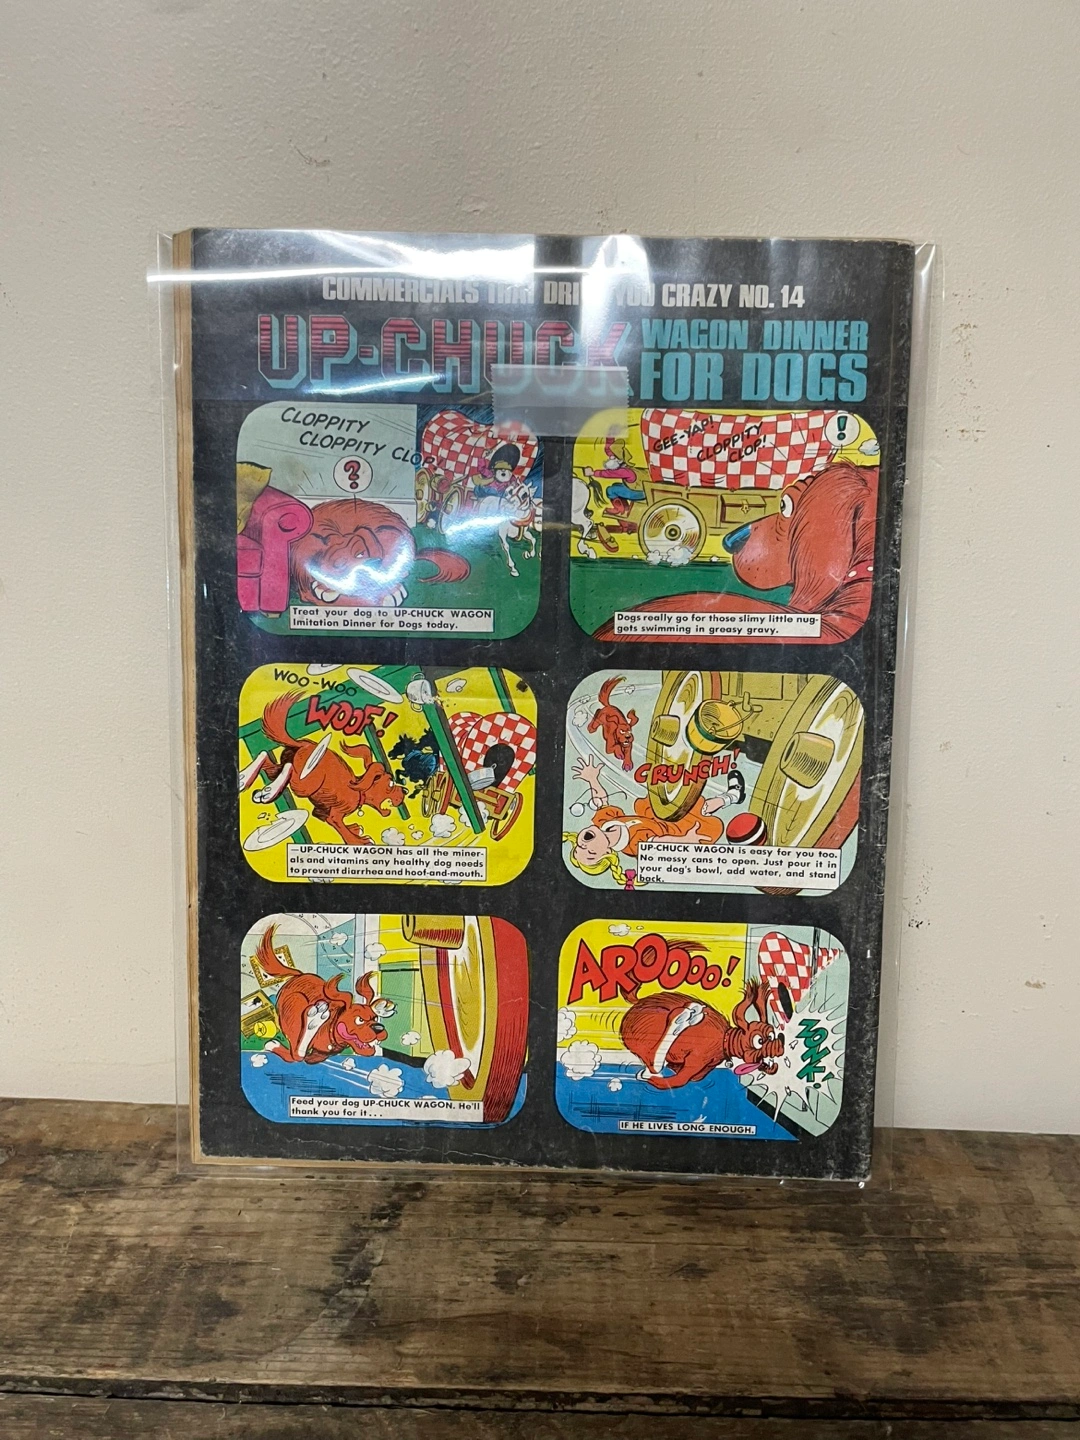 COMMERCIALS THAT DRIVE YOU CRAZY NO. 14
UP-CHUCK WAGON DINNER
FOR DOGS
CLOPPITY
CLOPPITY CLOP
?
Treat your dog to UP-CHUCK WAGON
Imitation Dinner for Dogs today.
GEE-YAP!
CLOPPITY
CLOP!
!
Dogs really go for those slimy little nug-
gets swimming in greasy gravy.
WOO-WOO
WOOF!
—UP-CHUCK WAGON has all the miner-
als and vitamins any healthy dog needs
to prevent diarrhea and hoof-and-mouth.
CRUNCH!
UP-CHUCK WAGON is easy for you too.
No messy cans to open. Just pour it in
your dog's bowl, add water, and stand
back.
Feed your dog UP-CHUCK WAGON. He'll
thank you for it...
AROOOO!
ZONK!
IF HE LIVES LONG ENOUGH.